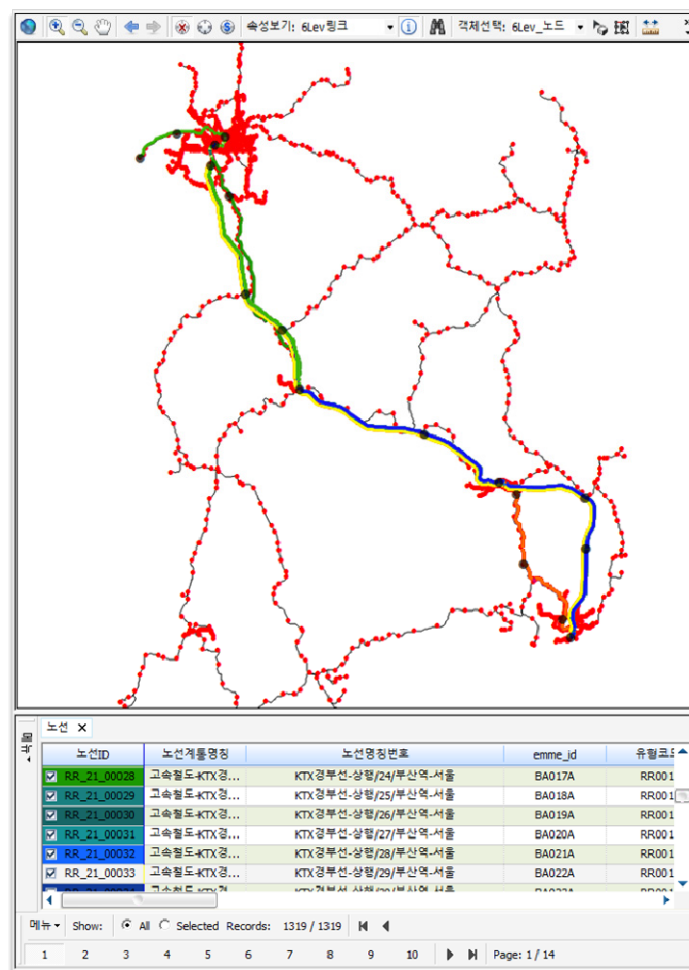 속성보기: 6Lev링크 객체선택: 6Lev_노드
노선 X
메뉴
노선ID 노선계통명칭 노선명칭번호 emme_id 유형코드
RR_21_00028 고속철도-KTX경... KTX경부선-상행/24/부산역-서울 BA017A RR001
RR_21_00029 고속철도-KTX경... KTX경부선-상행/25/부산역-서울 BA018A RR001
RR_21_00030 고속철도-KTX경... KTX경부선-상행/26/부산역-서울 BA019A RR001
RR_21_00031 고속철도-KTX경... KTX경부선-상행/27/부산역-서울 BA020A RR001
RR_21_00032 고속철도-KTX경... KTX경부선-상행/28/부산역-서울 BA021A RR001
RR_21_00033 고속철도-KTX경... KTX경부선-상행/29/부산역-서울 BA022A RR001
메뉴 Show: All Selected Records: 1319 / 1319
1 2 3 4 5 6 7 8 9 10 Page: 1 / 14